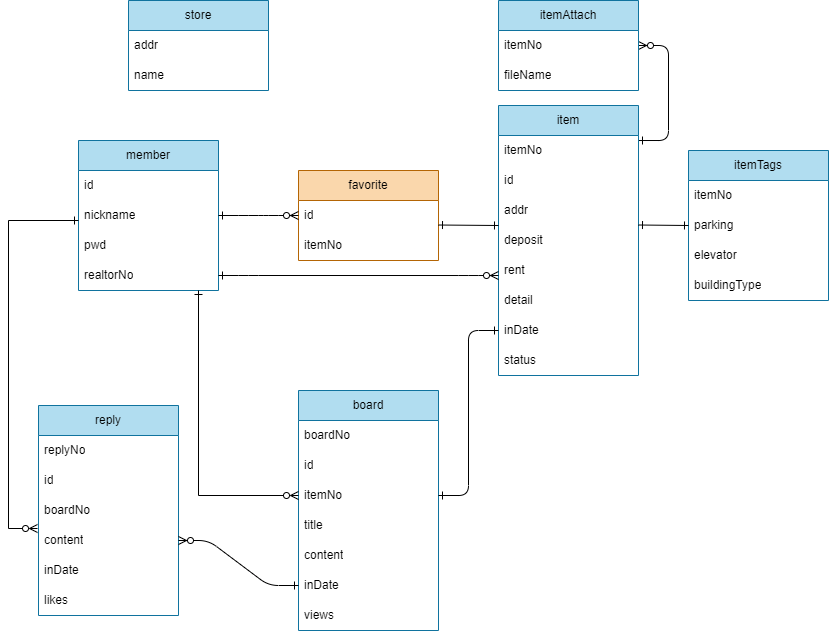 store
addr
name
itemAttach
itemNo
fileName
member
id
nickname
pwd
realtorNo
favorite
id
itemNo
item
itemNo
id
addr
deposit
rent
detail
inDate
status
itemTags
itemNo
parking
elevator
buildingType
reply
replyNo
id
boardNo
content
inDate
likes
board
boardNo
id
itemNo
title
content
inDate
views